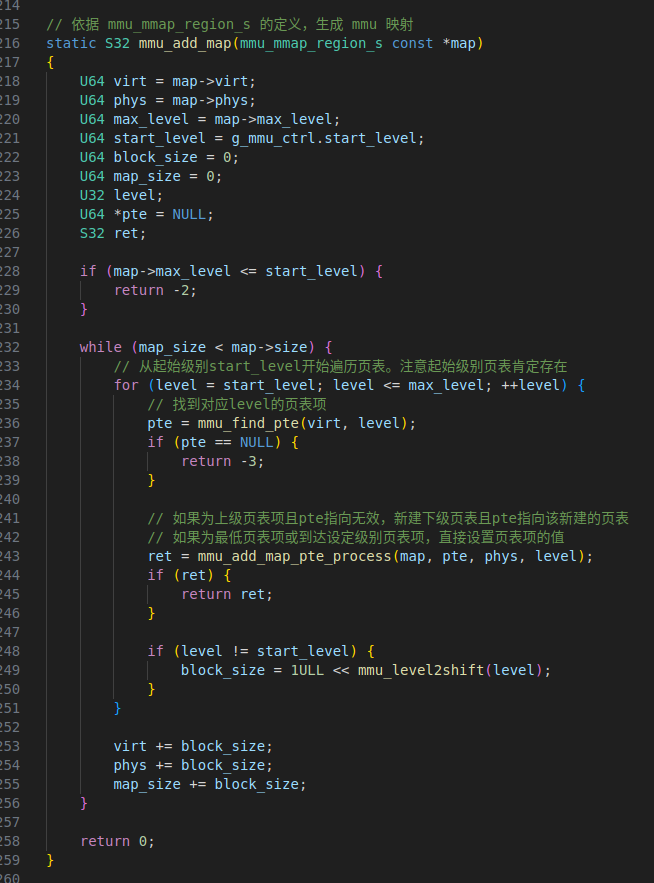 214
215 // 依据 mmu_mmap_region_s 的定义，生成 mmu 映射
216 static S32 mmu_add_map(mmu_mmap_region_s const *map)
217 {
218     U64 virt = map->virt;
219     U64 phys = map->phys;
220     U64 max_level = map->max_level;
221     U64 start_level = g_mmu_ctrl.start_level;
222     U64 block_size = 0;
223     U64 map_size = 0;
224     U32 level;
225     U64 *pte = NULL;
226     S32 ret;
227
228     if (map->max_level <= start_level) {
229         return -2;
230     }
231
232     while (map_size < map->size) {
233         // 从起始级别start_level开始遍历页表。注意起始级别页表肯定存在
234         for (level = start_level; level <= max_level; ++level) {
235             // 找到对应level的页表项
236             pte = mmu_find_pte(virt, level);
237             if (pte == NULL) {
238                 return -3;
239             }
240
241             // 如果为上级页表项且pte指向无效，新建下级页表且pte指向该新建的页表
242             // 如果为最低页表项或到达设定级别页表项，直接设置页表项的值
243             ret = mmu_add_map_pte_process(map, pte, phys, level);
244             if (ret) {
245                 return ret;
246             }
247
248             if (level != start_level) {
249                 block_size = 1ULL << mmu_level2shift(level);
250             }
251         }
252
253         virt += block_size;
254         phys += block_size;
255         map_size += block_size;
256     }
257
258     return 0;
259 }
260